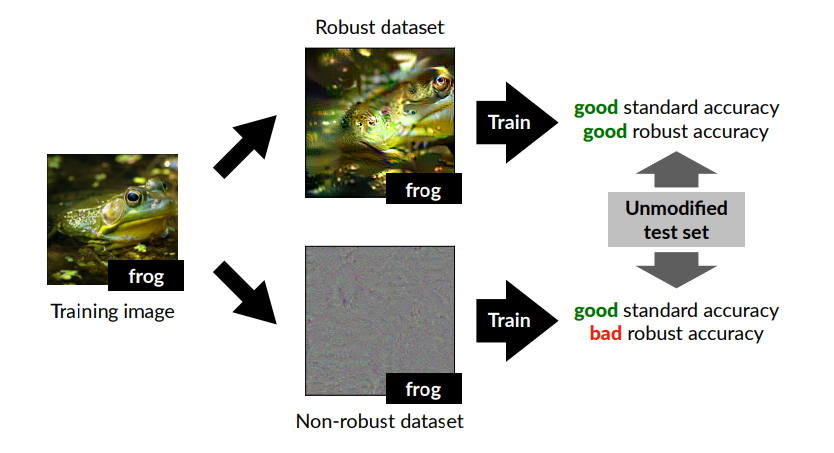 Robust dataset
frog
Train
good standard accuracy
good robust accuracy
frog
Training image
Unmodified
test set
frog
Non-robust dataset
Train
good standard accuracy
bad robust accuracy